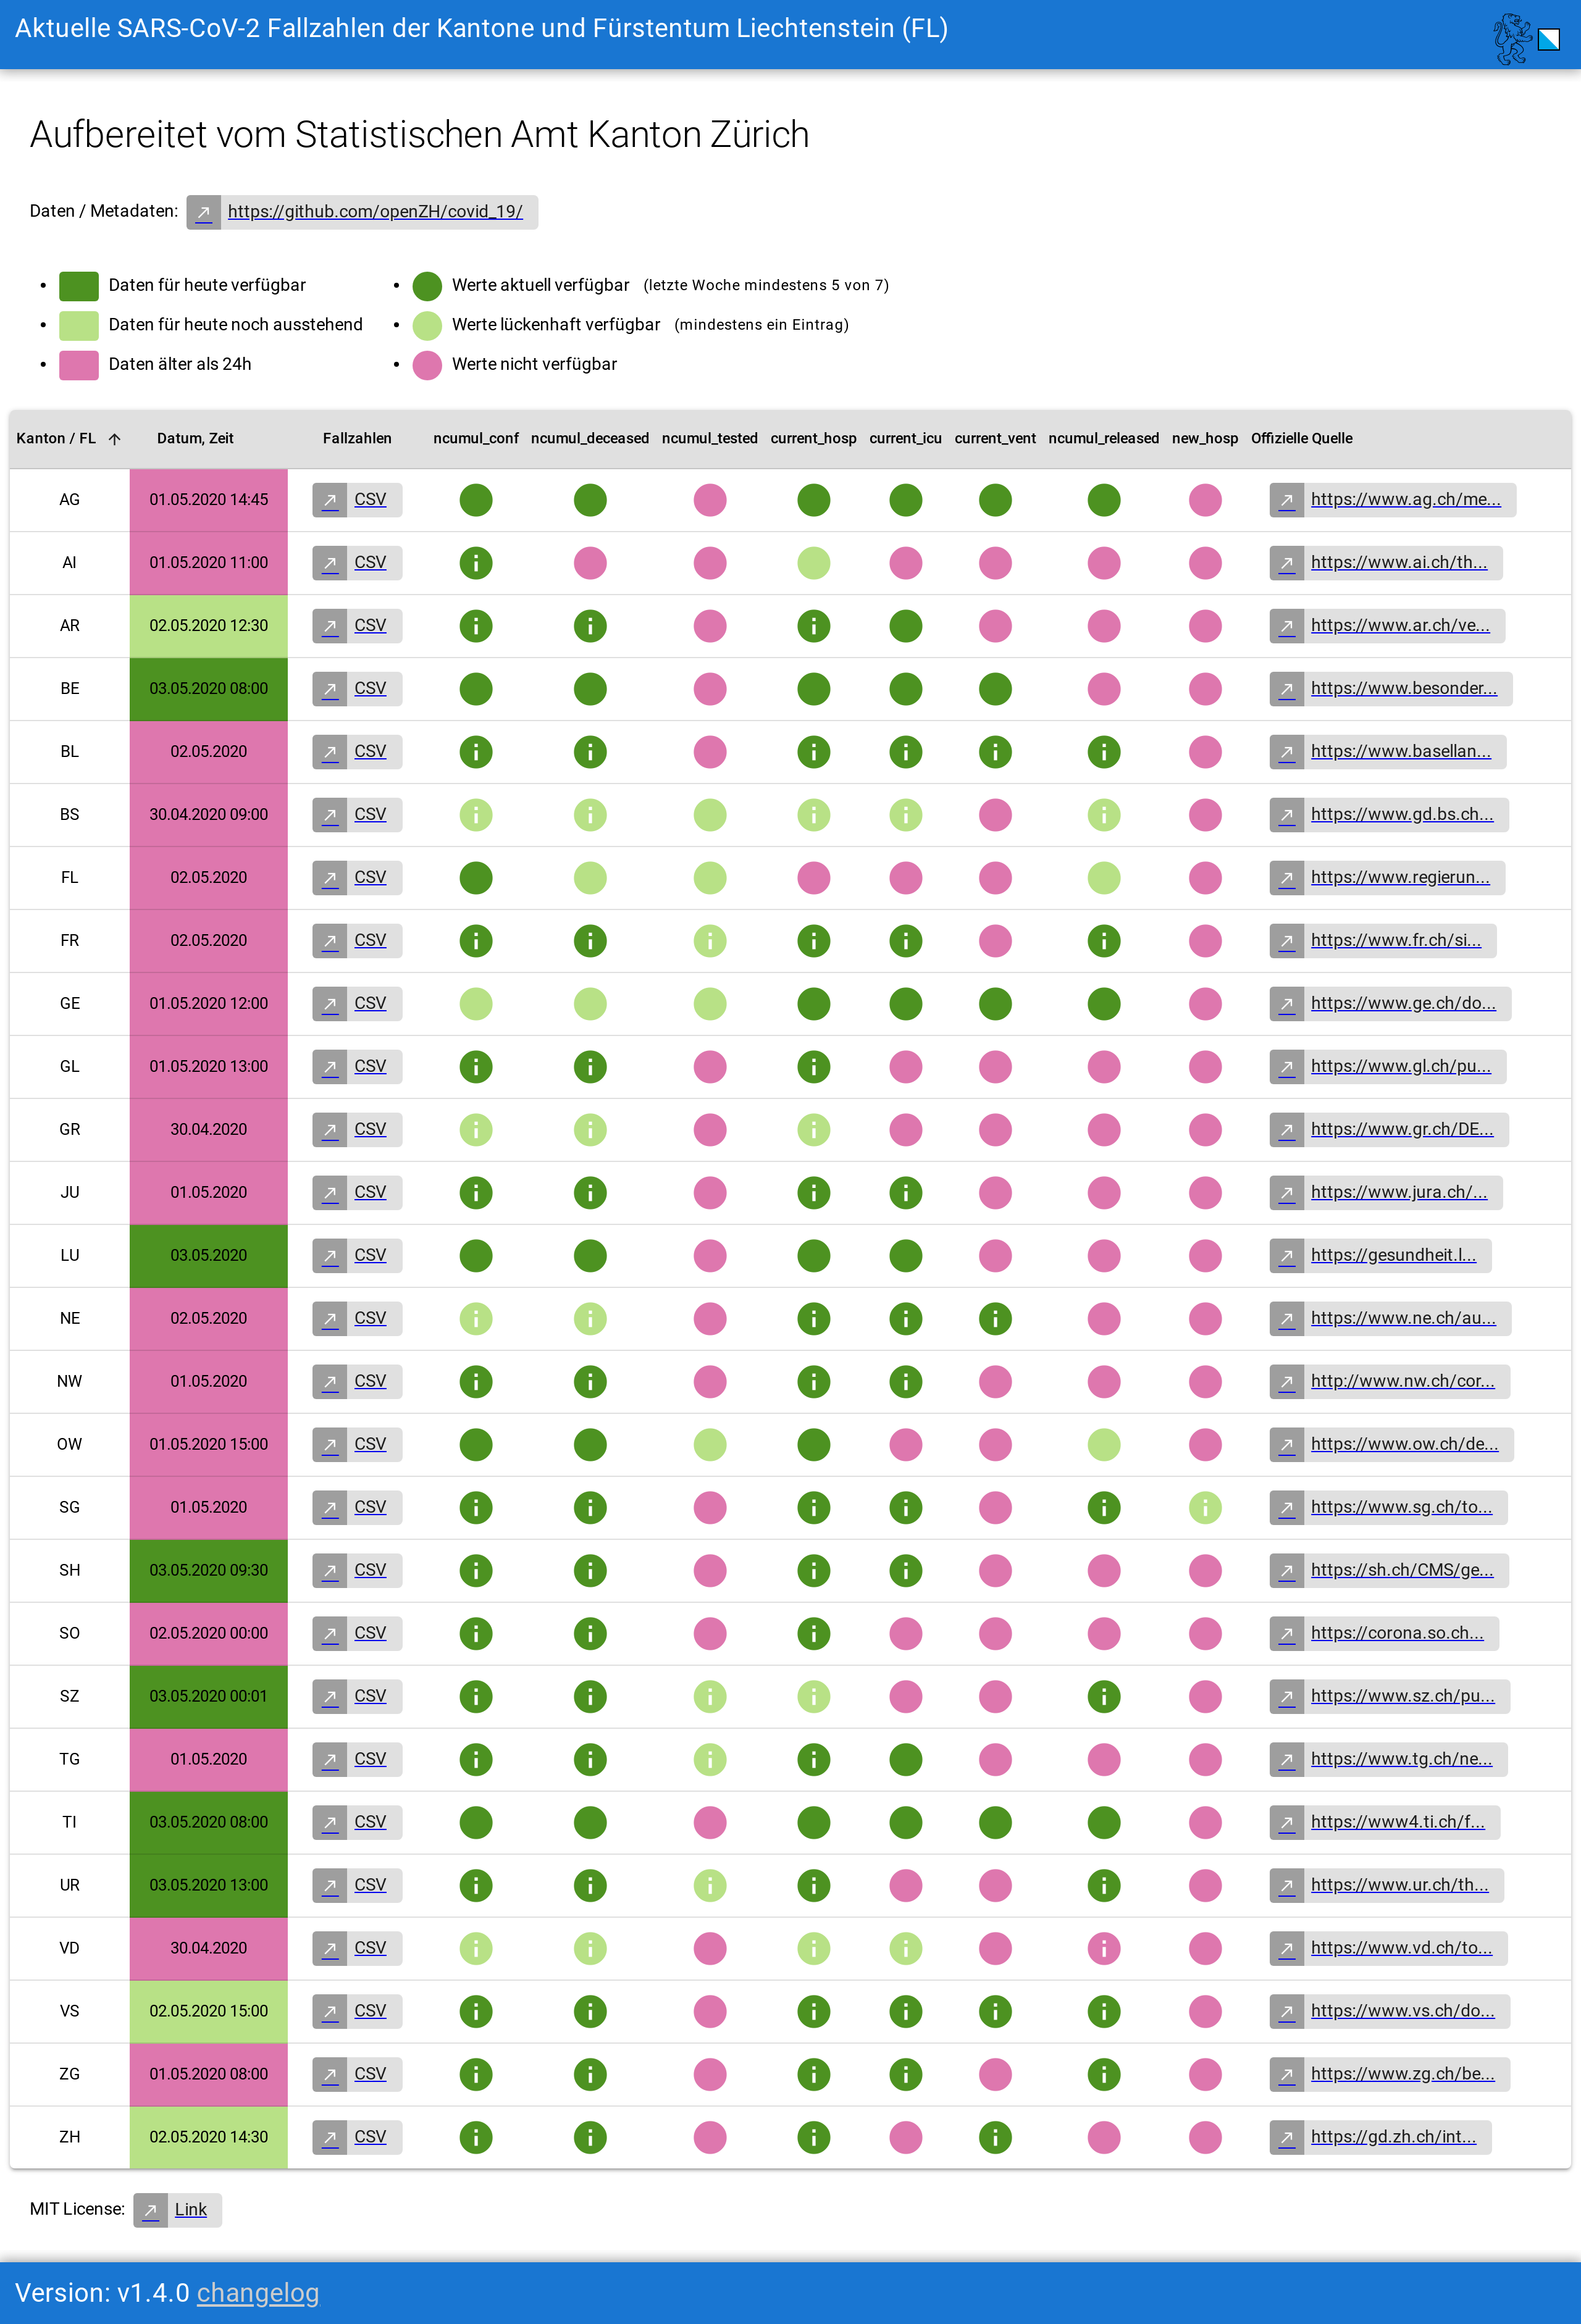 Aktuelle SARS-CoV-2 Fallzahlen der Kantone und Fürstentum Liechtenstein (FL)
Aufbereitet vom Statistischen Amt Kanton Zürich
Daten / Metadaten: https://github.com/openZH/covid_19/
Daten für heute verfügbar
Daten für heute noch ausstehend
Daten älter als 24h
Werte aktuell verfügbar (letzte Woche mindestens 5 von 7)
Werte lückenhaft verfügbar (mindestens ein Eintrag)
Werte nicht verfügbar
Kanton / FL Datum, Zeit Fallzahlen ncumul_conf ncumul_deceased ncumul_tested current_hosp current_icu current_vent ncumul_released new_hosp Offizielle Quelle
AG 01.05.2020 14:45 CSV https://www.ag.ch/me...
AI 01.05.2020 11:00 CSV https://www.ai.ch/th...
AR 02.05.2020 12:30 CSV https://www.ar.ch/ve...
BE 03.05.2020 08:00 CSV https://www.besonder...
BL 02.05.2020 CSV https://www.basellan...
BS 30.04.2020 09:00 CSV https://www.gd.bs.ch...
FL 02.05.2020 CSV https://www.regierun...
FR 02.05.2020 CSV https://www.fr.ch/si...
GE 01.05.2020 12:00 CSV https://www.ge.ch/do...
GL 01.05.2020 13:00 CSV https://www.gl.ch/pu...
GR 30.04.2020 CSV https://www.gr.ch/DE...
JU 01.05.2020 CSV https://www.jura.ch/...
LU 03.05.2020 CSV https://gesundheit.l...
NE 02.05.2020 CSV https://www.ne.ch/au...
NW 01.05.2020 CSV http://www.nw.ch/cor...
OW 01.05.2020 15:00 CSV https://www.ow.ch/de...
SG 01.05.2020 CSV https://www.sg.ch/to...
SH 03.05.2020 09:30 CSV https://sh.ch/CMS/ge...
SO 02.05.2020 00:00 CSV https://corona.so.ch...
SZ 03.05.2020 00:01 CSV https://www.sz.ch/pu...
TG 01.05.2020 CSV https://www.tg.ch/ne...
TI 03.05.2020 08:00 CSV https://www4.ti.ch/f...
UR 03.05.2020 13:00 CSV https://www.ur.ch/th...
VD 30.04.2020 CSV https://www.vd.ch/to...
VS 02.05.2020 15:00 CSV https://www.vs.ch/do...
ZG 01.05.2020 08:00 CSV https://www.zg.ch/be...
ZH 02.05.2020 14:30 CSV https://gd.zh.ch/int...
MIT License: Link
Version: v1.4.0 changelog